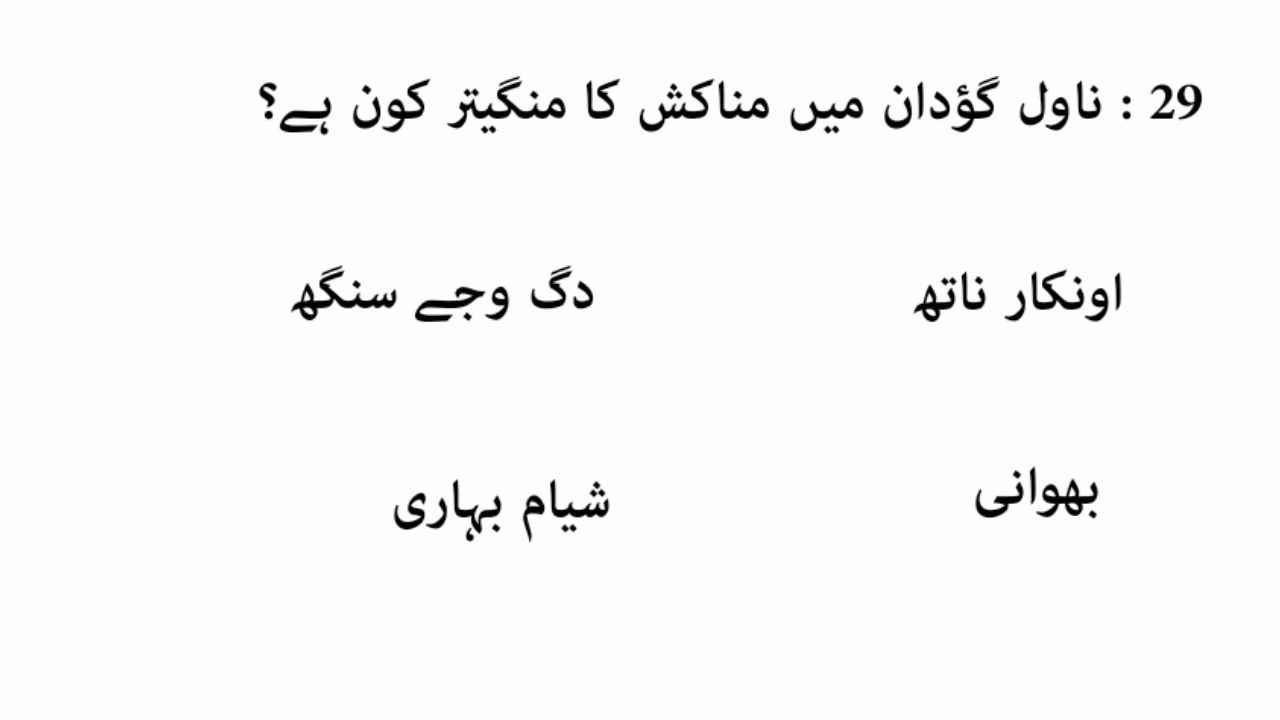 29 : ناول گؤدان میں مناکش کا منگیتر کون ہے؟
اونکار ناتھ دگ وجے سنگھ
بھوانی شیام بہاری